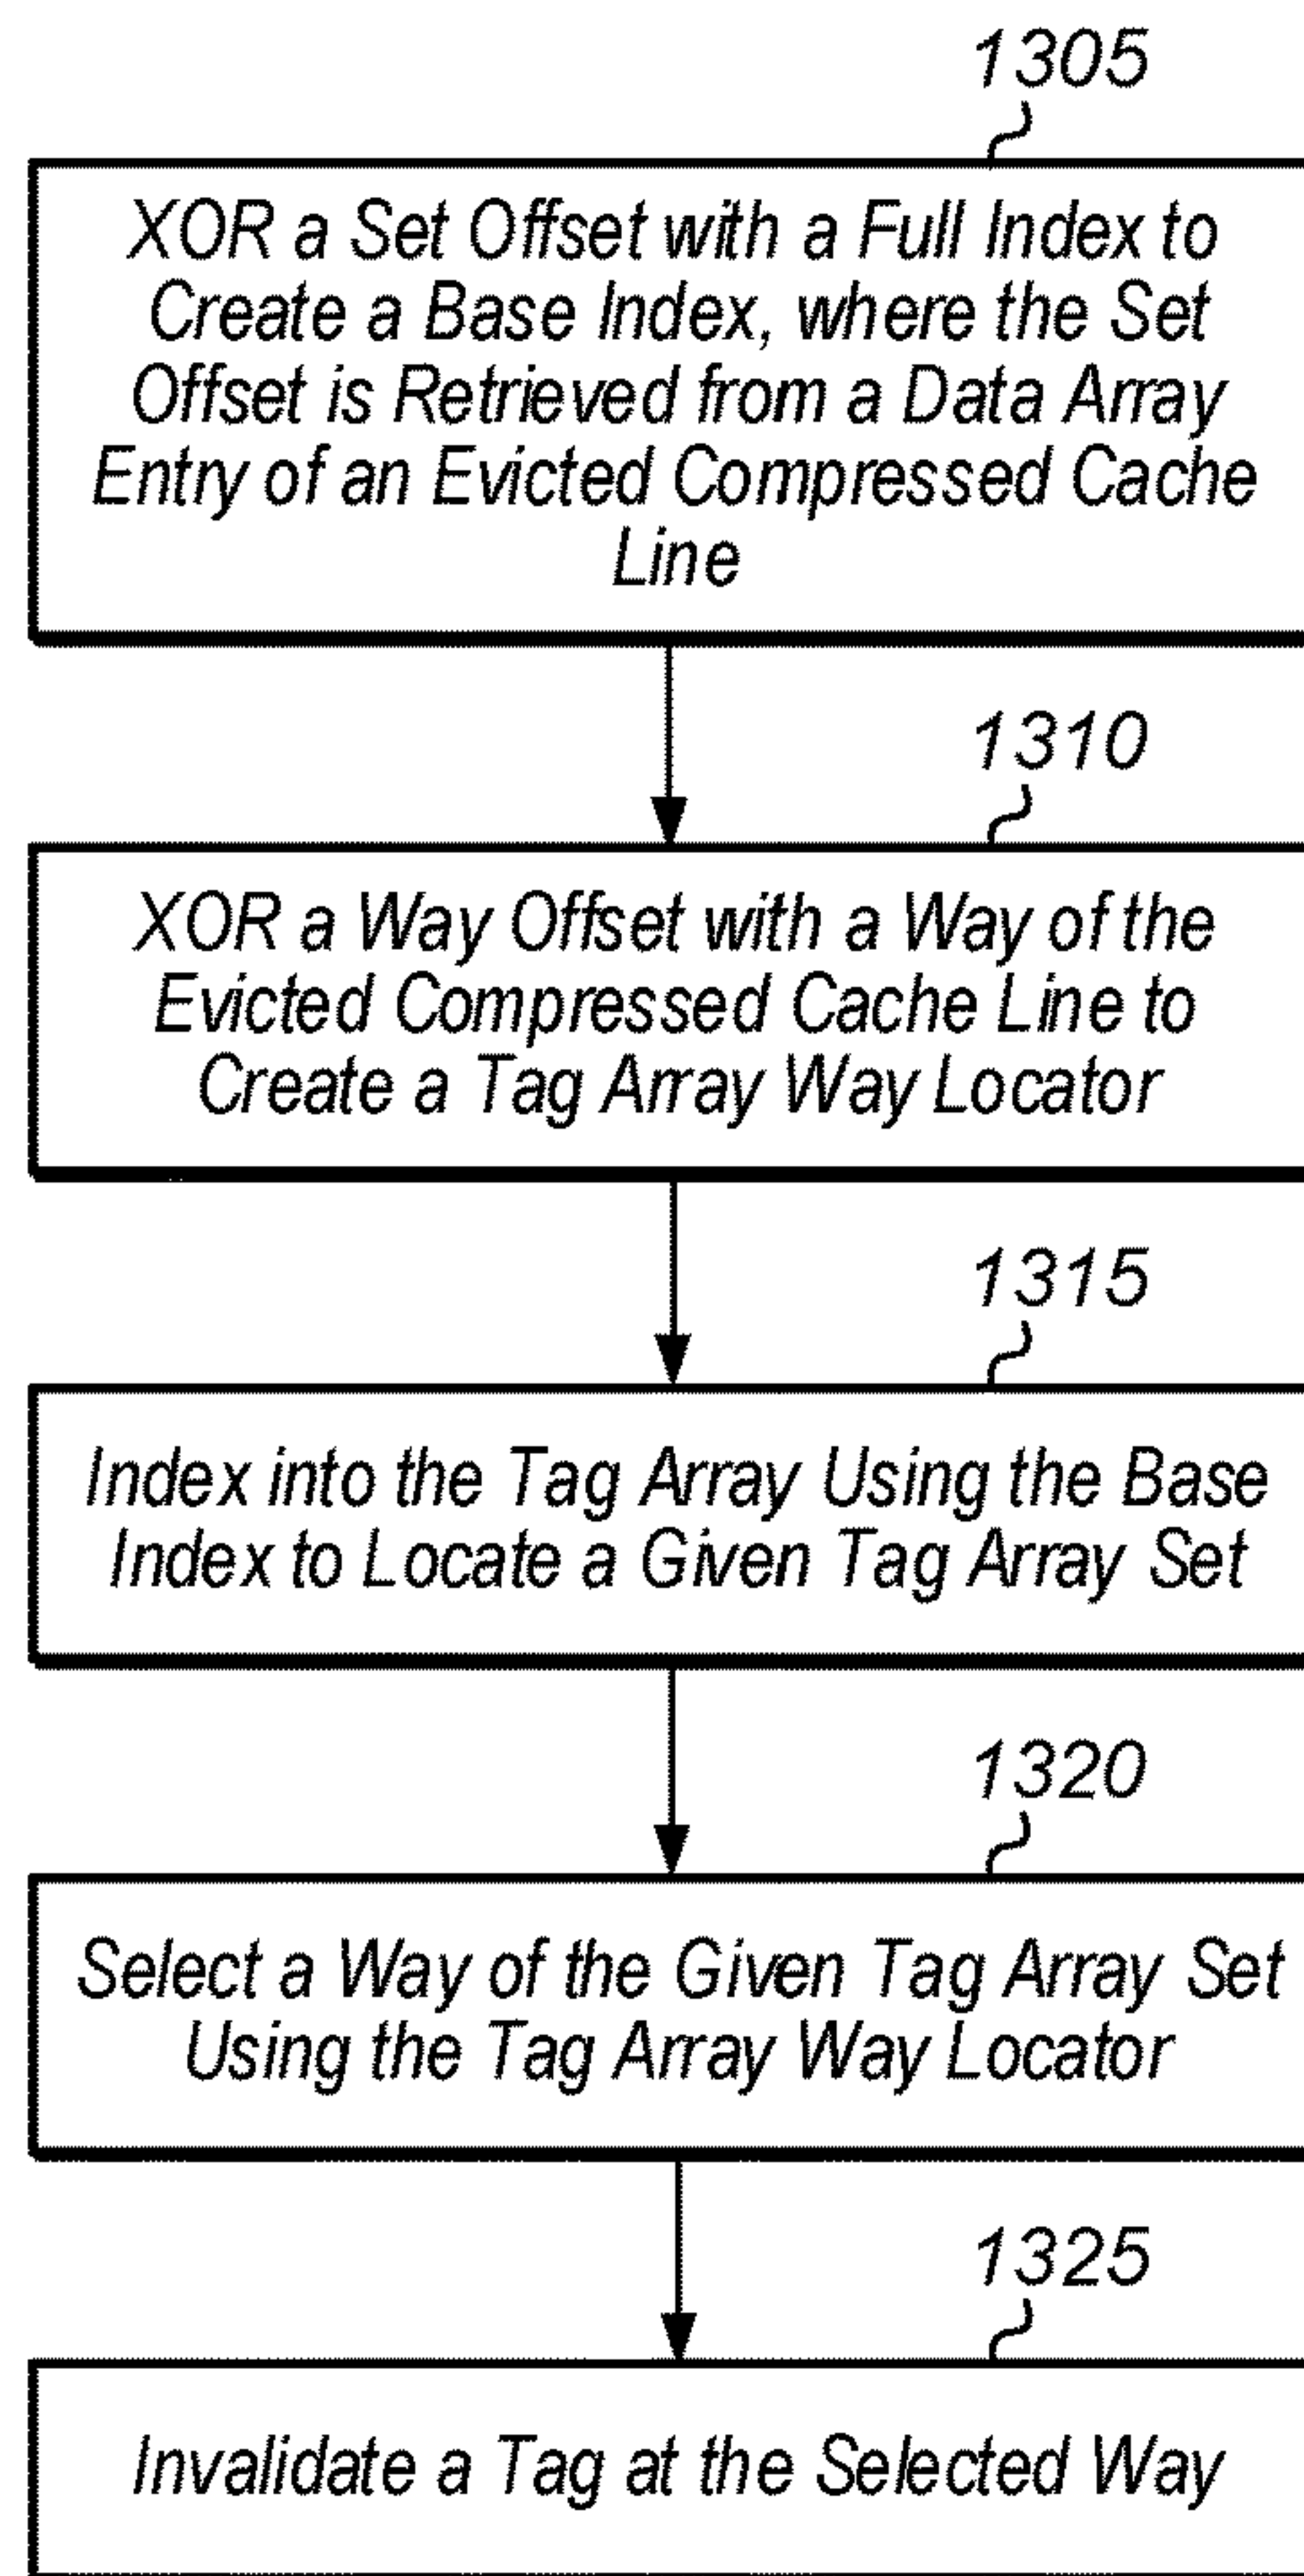 1305
XOR a Set Offset with a Full Index to
Create a Base Index, where the Set
Offset is Retrieved from a Data Array
Entry of an Evicted Compressed Cache
Line
1310
XOR a Way Offset with a Way of the
Evicted Compressed Cache Line to
Create a Tag Array Way Locator
1315
Index into the Tag Array Using the Base
Index to Locate a Given Tag Array Set
1320
Select a Way of the Given Tag Array Set
Using the Tag Array Way Locator
1325
Invalidate a Tag at the Selected Way